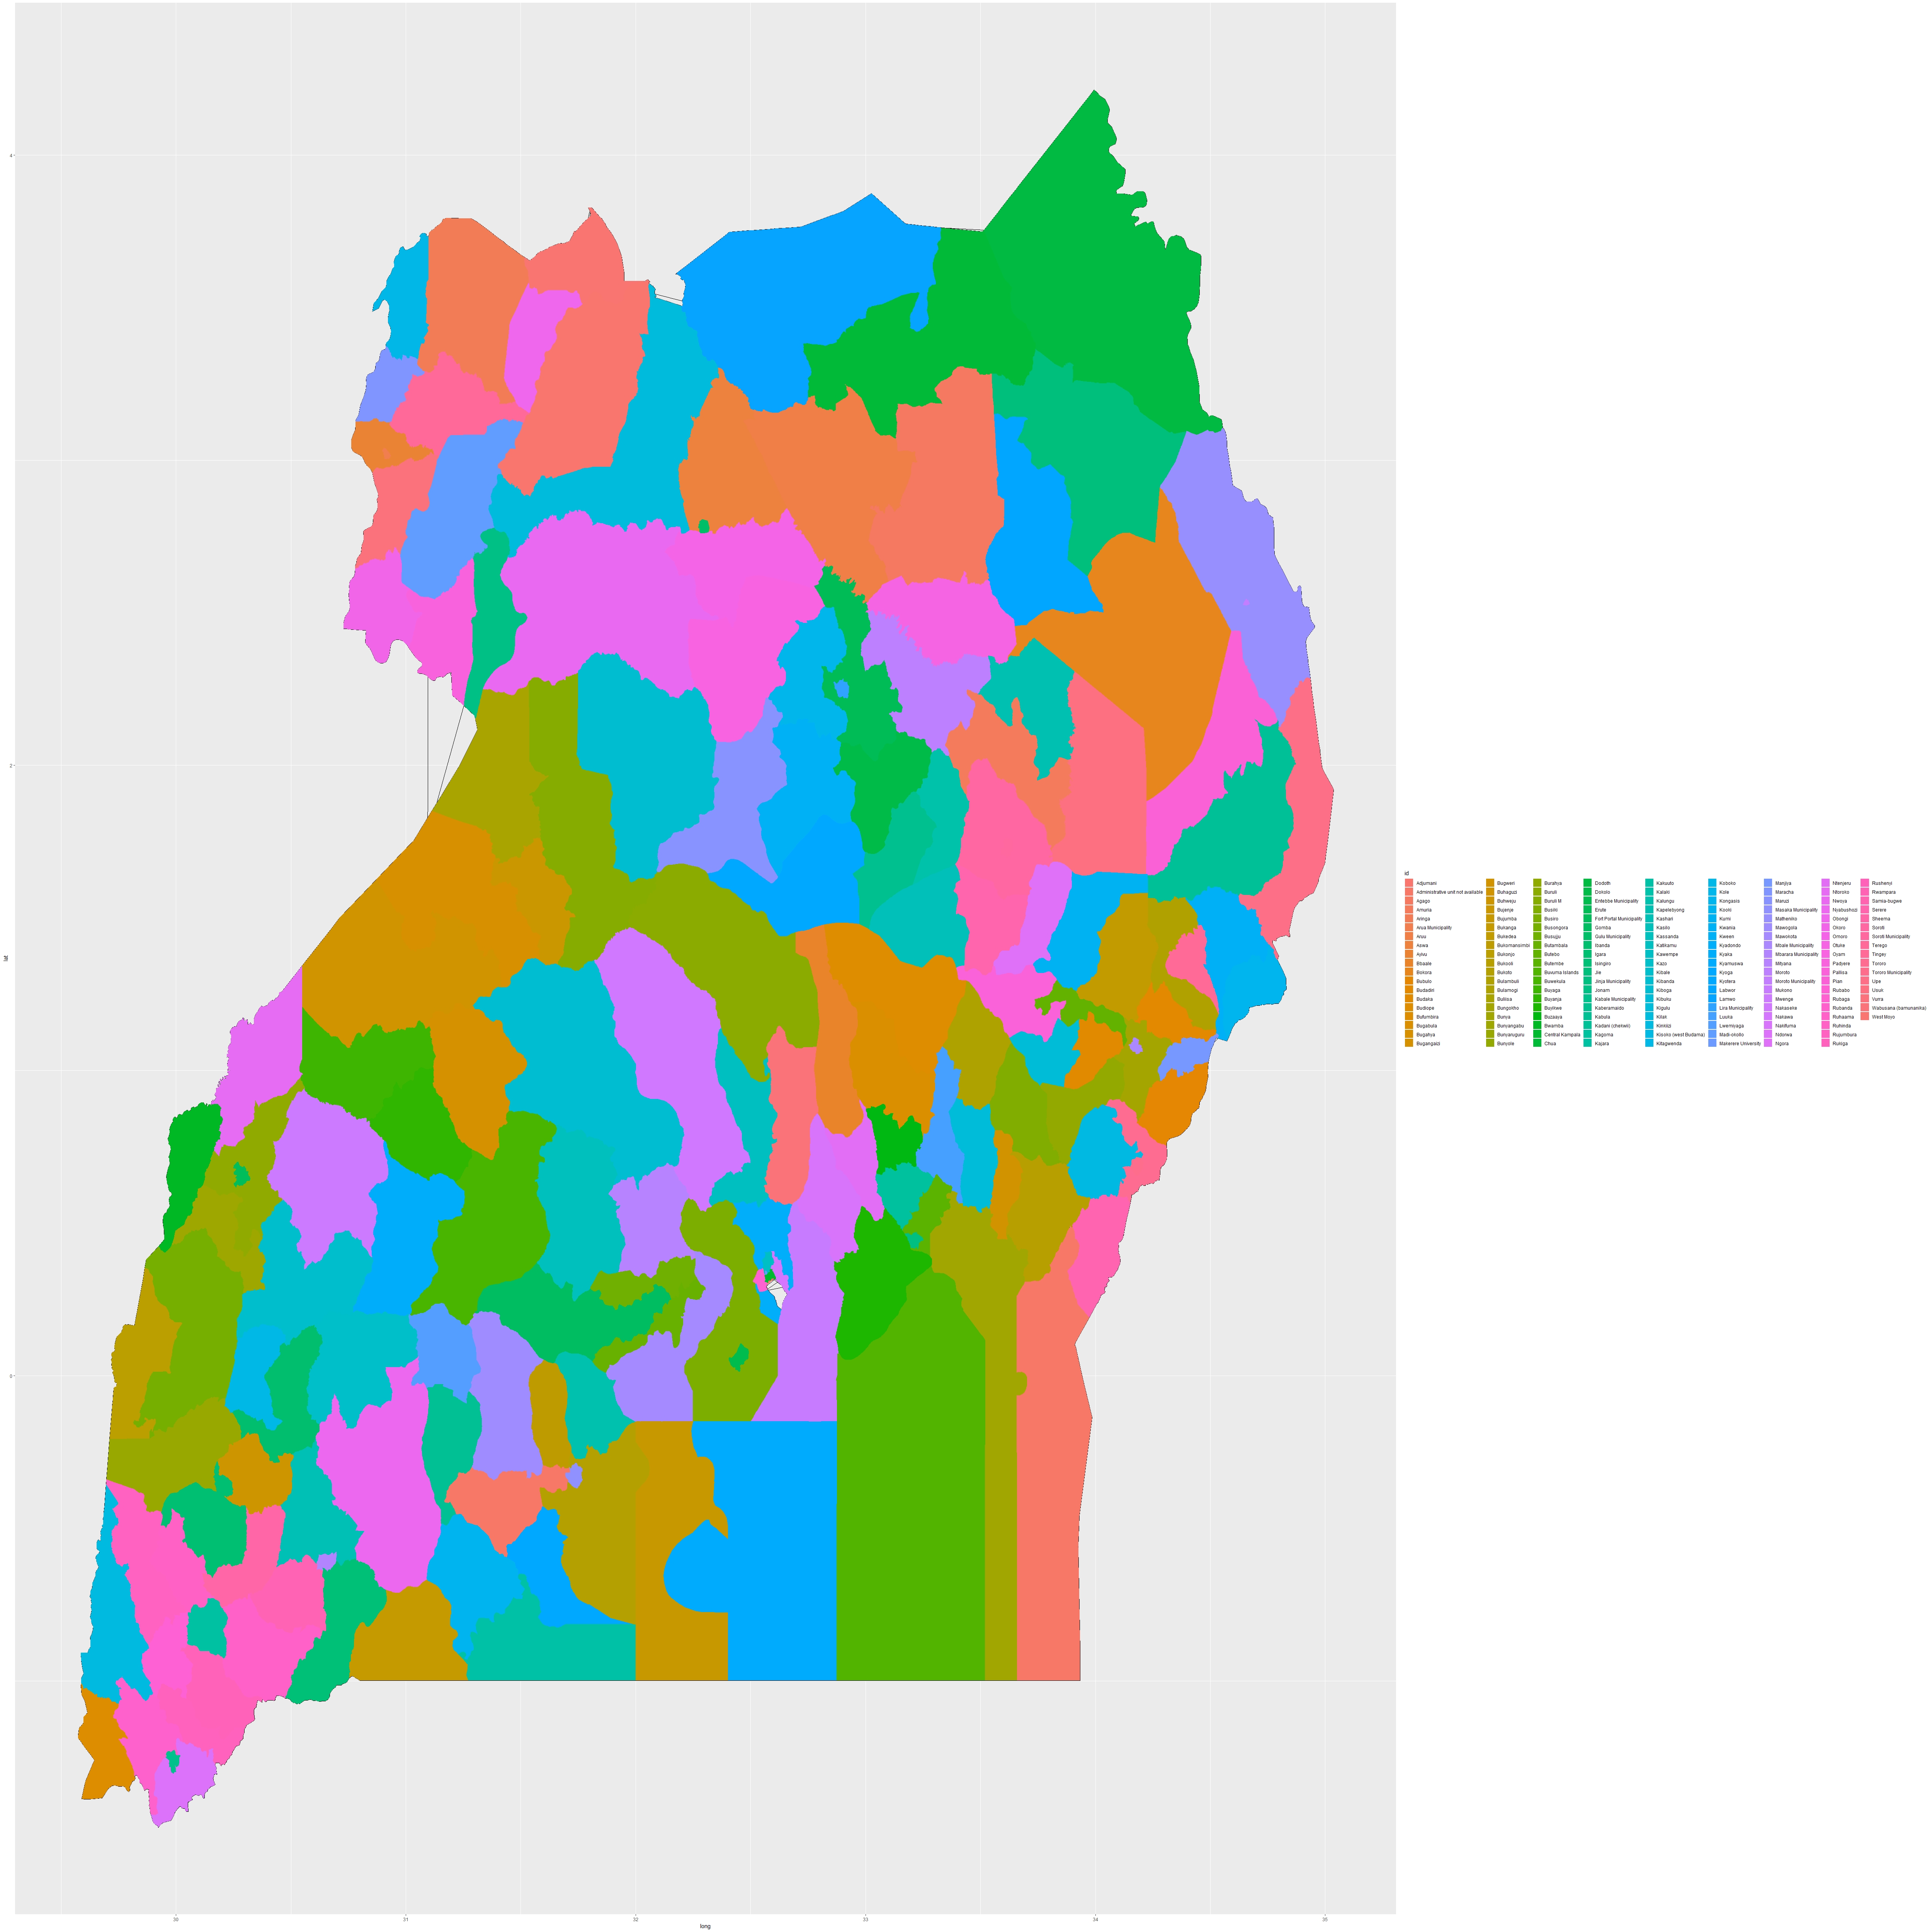 4
2
0
lat
30
31
32
33
34
35
long
id
Adjumani
Administrative unit not available
Agago
Amuria
Aringa
Arua Municipality
Aruu
Aswa
Ayivu
Bbaale
Bokora
Bubulo
Budadiri
Budaka
Budiope
Bufumbira
Bugabula
Bugahya
Bugangaizi
Bugweri
Buhaguzi
Buhweju
Bujenje
Bujumba
Bukanga
Bukedea
Bukomansimbi
Bukonjo
Bukooli
Bukoto
Bulambuli
Bulamogi
Buliisa
Bungokho
Bunya
Bunyangabu
Bunyaruguru
Bunyole
Burahya
Buruli
Buruli M
Busiki
Busiro
Busongora
Busujju
Butambala
Butebo
Butembe
Buvuma Islands
Buwekula
Buyaga
Buyanja
Buyikwe
Buzaaya
Bwamba
Central Kampala
Chua
Dodoth
Dokolo
Entebbe Municipality
Erute
Fort Portal Municipality
Gomba
Gulu Municipality
Ibanda
Igara
Isingiro
Jie
Jinja Municipality
Jonam
Kabale Municipality
Kaberamaido
Kabula
Kadam (chekwii)
Kagoma
Kajara
Kakuuto
Kalaki
Kalungu
Kapelebyong
Kashari
Kasilo
Kassanda
Katikamu
Kawempe
Kazo
Kibale
Kibanda
Kiboga
Kibuku
Kigulu
Kilak
Kinkiizi
Kisoko (west Budama)
Kitagwenda
Koboko
Kole
Kongasis
Kooki
Kumi
Kwania
Kween
Kyadondo
Kyaka
Kyamuswa
Kyoga
Kyotera
Labwor
Lamwo
Lira Municipality
Luuka
Lwemiyaga
Madi-okollo
Makerere University
Manjiya
Maracha
Maruzi
Masaka Municipality
Matheniko
Mawogola
Mawokota
Mbale Municipality
Mbarara Municipality
Mityana
Moroto
Moroto Municipality
Mukono
Mwenge
Nakaseke
Nakawa
Nakifuma
Ndorwa
Ngora
Ntenjeru
Ntoroko
Nwoya
Nyabushozi
Obongi
Okoro
Omoro
Otuke
Oyam
Padyere
Pallisa
Pian
Rubabo
Rubaga
Rubanda
Ruhaama
Ruhinda
Rujumbura
Rukiga
Rushenyi
Rwampara
Samia-bugwe
Serere
Sheema
Soroti
Soroti Municipality
Terego
Tingey
Tororo
Tororo Municipality
Upe
Usuk
Vurra
Wabusana (bamunanika)
West Moyo